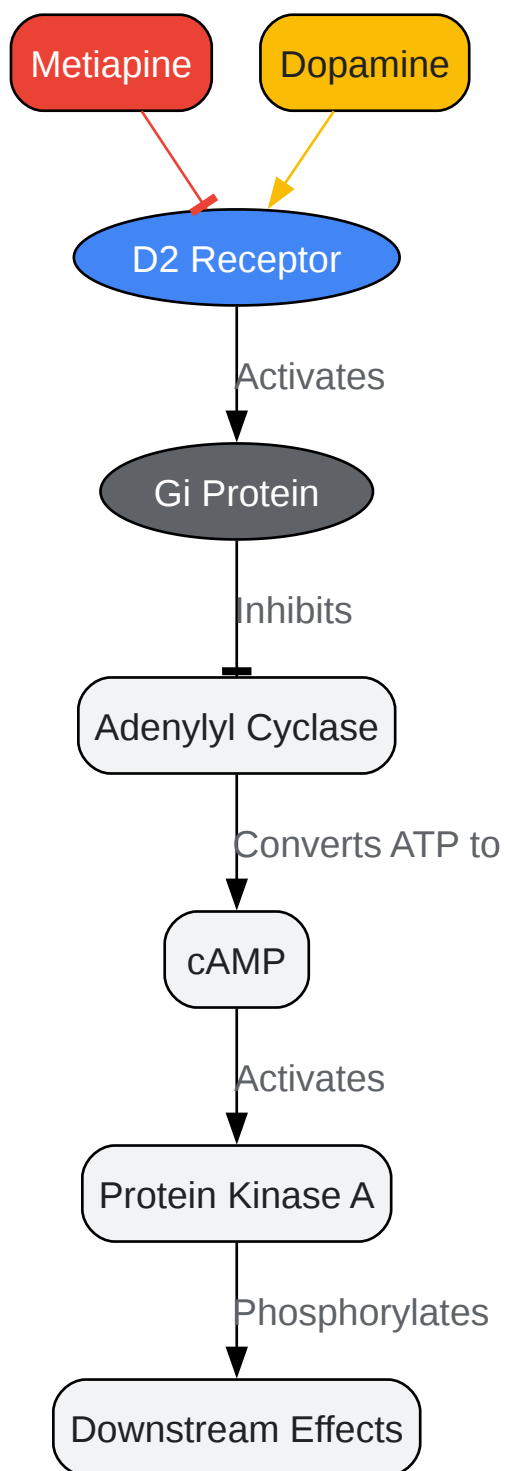 Metiapine
Dopamine
D2 Receptor
Activates
Gi Protein
Inhibits
Adenylyl Cyclase
Converts ATP to
cAMP
Activates
Protein Kinase A
Phosphorylates
Downstream Effects